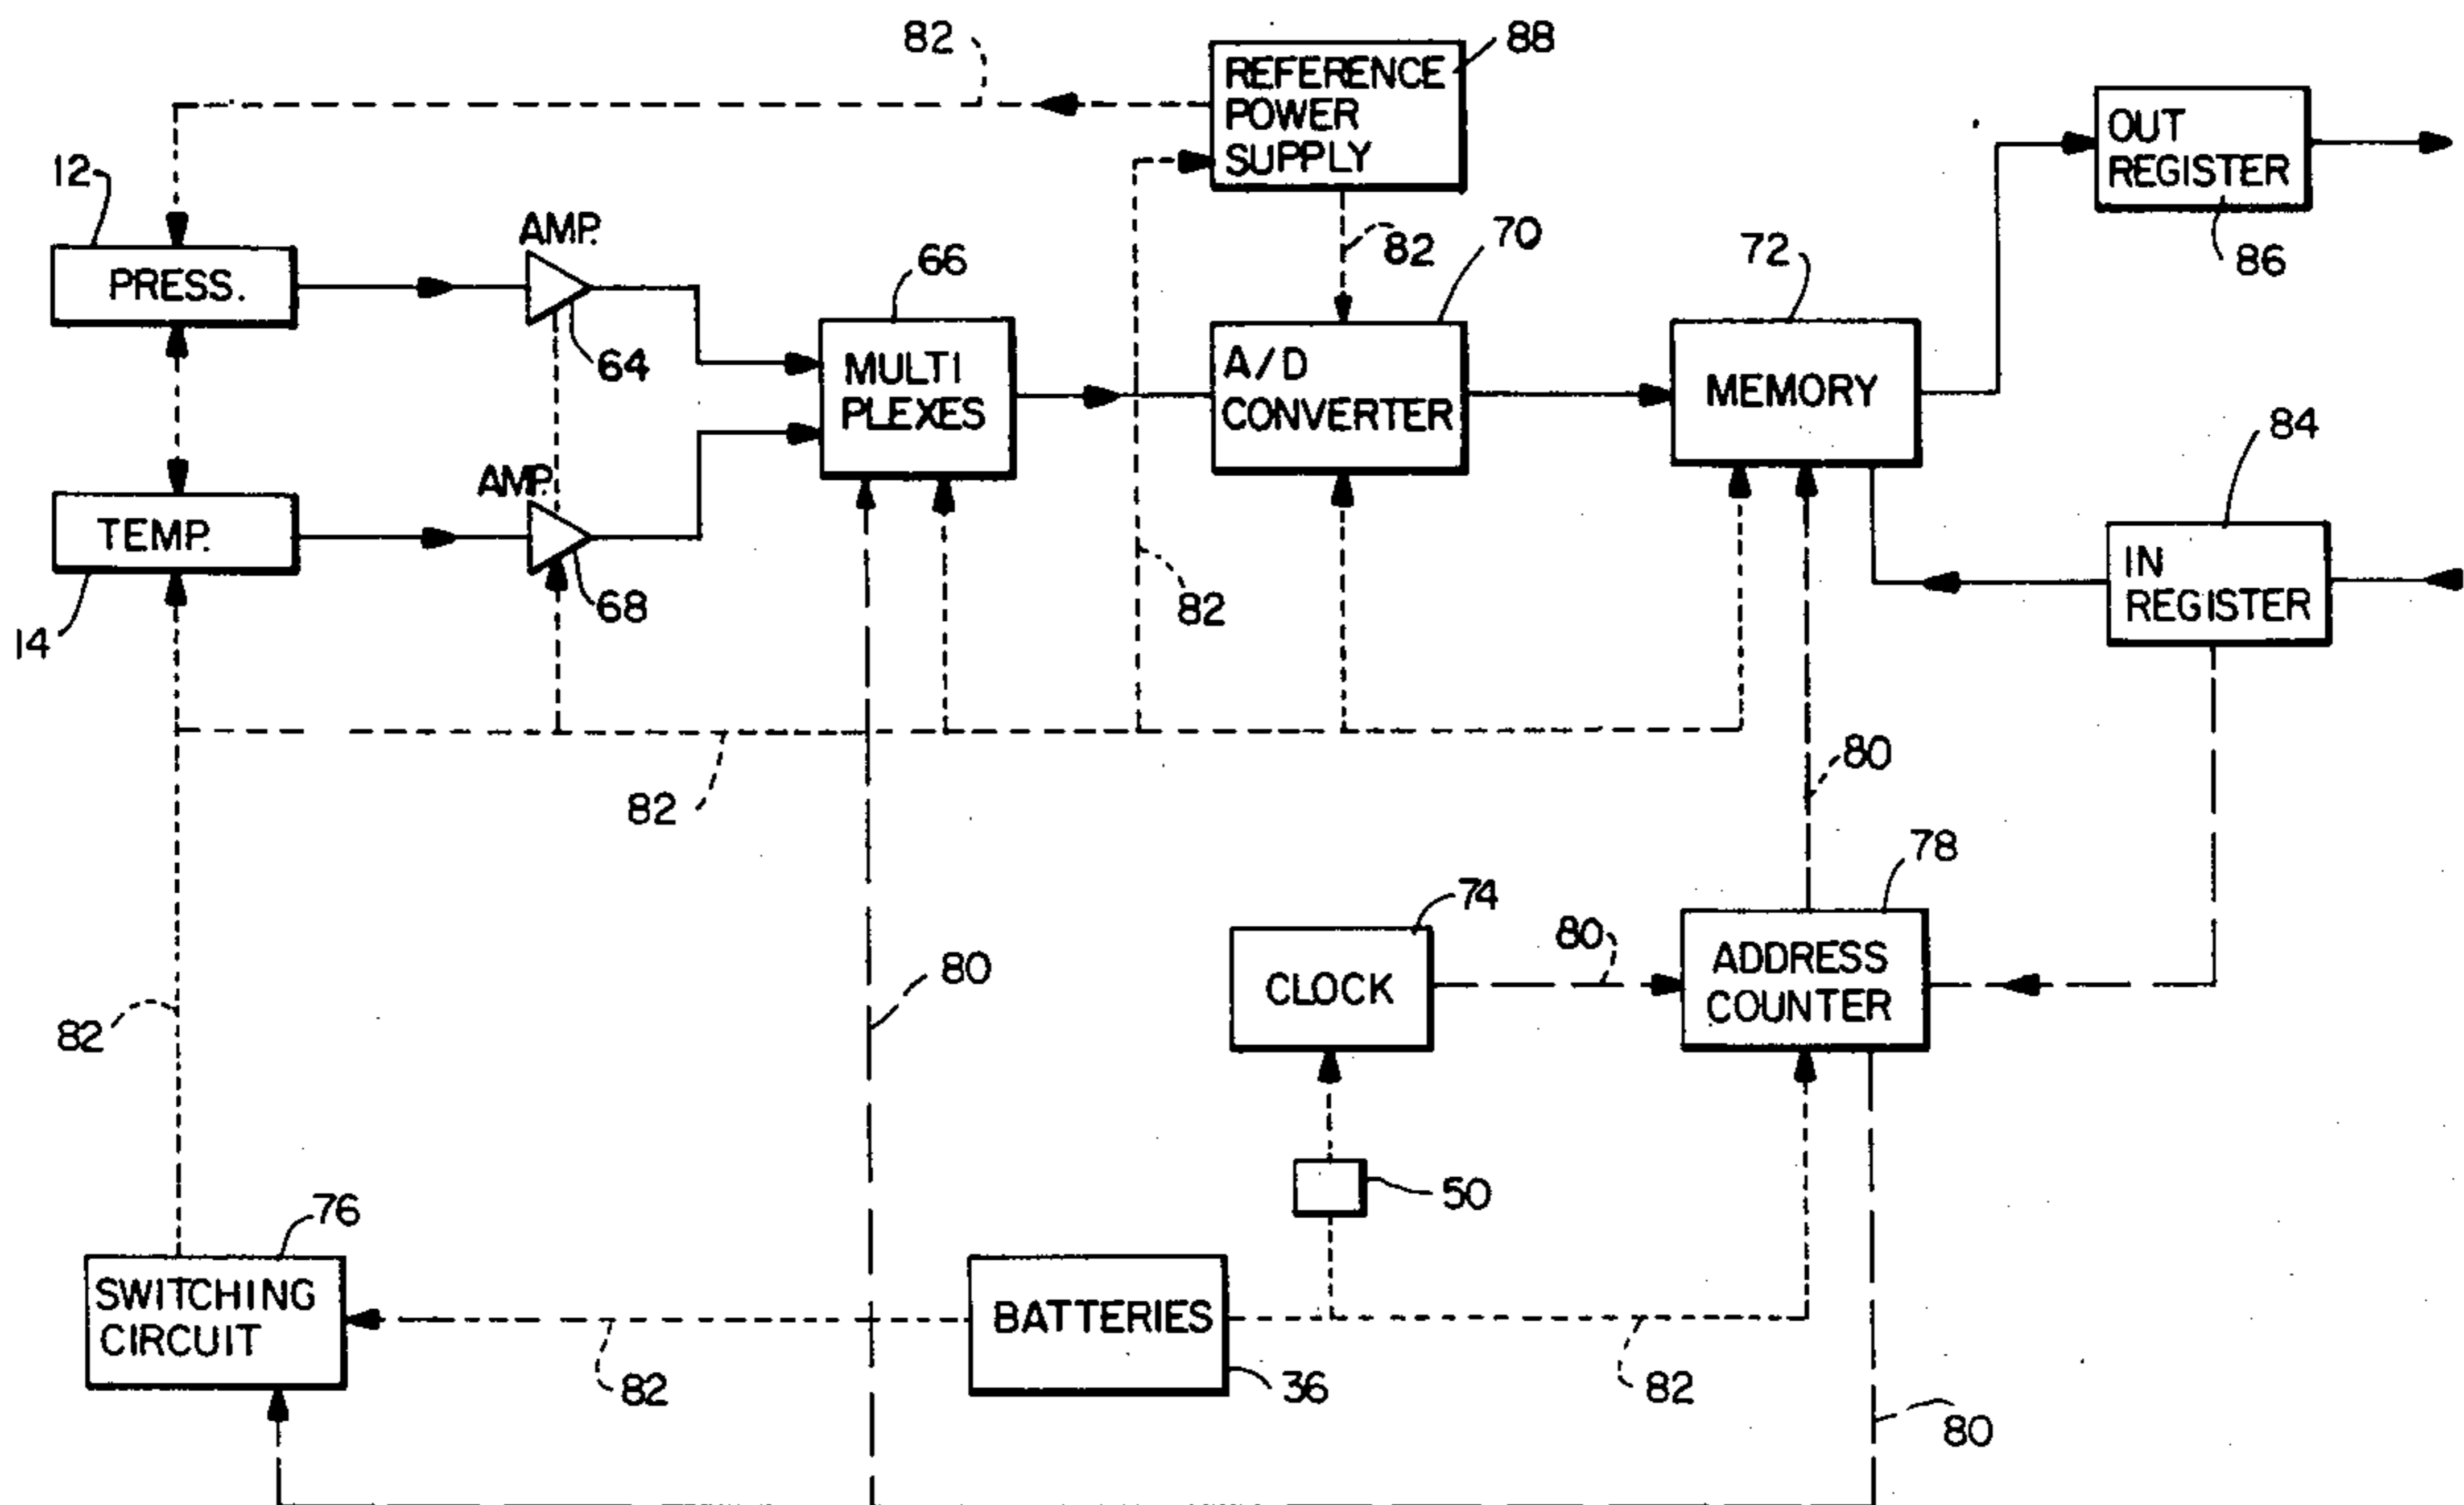 82
REFERENCE
POWER
SUPPLY
88
OUT
REGISTER
86
12
PRESS.
AMP.
64
66
MULTI
PLEXES
82
70
A/D
CONVERTER
72
MEMORY
84
IN
REGISTER
AMP.
TEMP.
14
68
82
82
80
78
ADDRESS
COUNTER
74
CLOCK
80
80
82
50
76
SWITCHING
CIRCUIT
82
BATTERIES
36
82
80